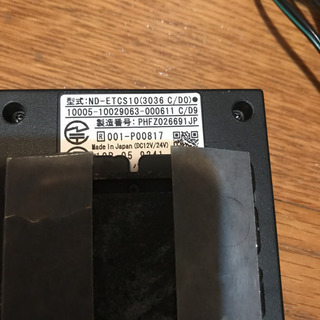 型式:ND-ETCS10(3036 C/D0)●
10005-10029063-000611 C/D9
製造番号:PHFZ026691JP
R 001-P00817
Made in Japan (DC12V/24V)